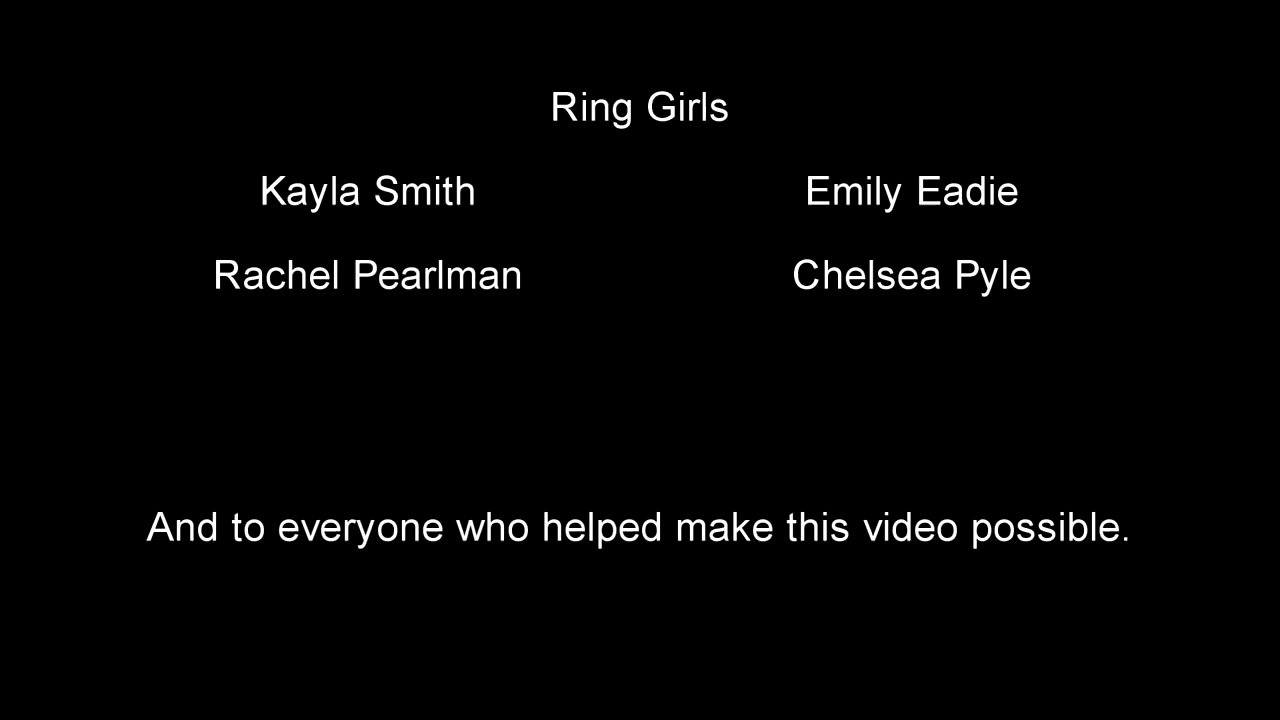 Ring Girls
Kayla Smith Emily Eadie
Rachel Pearlman Chelsea Pyle
And to everyone who helped make this video possible.